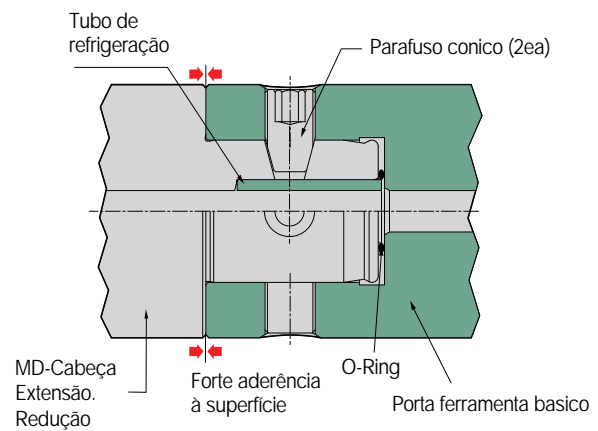 Tubo de
refrigeração
Parafuso conico (2ea)
MD-Cabeça
Extensão.
Redução
Forte aderência
à superfície
O-Ring
Porta ferramenta basico